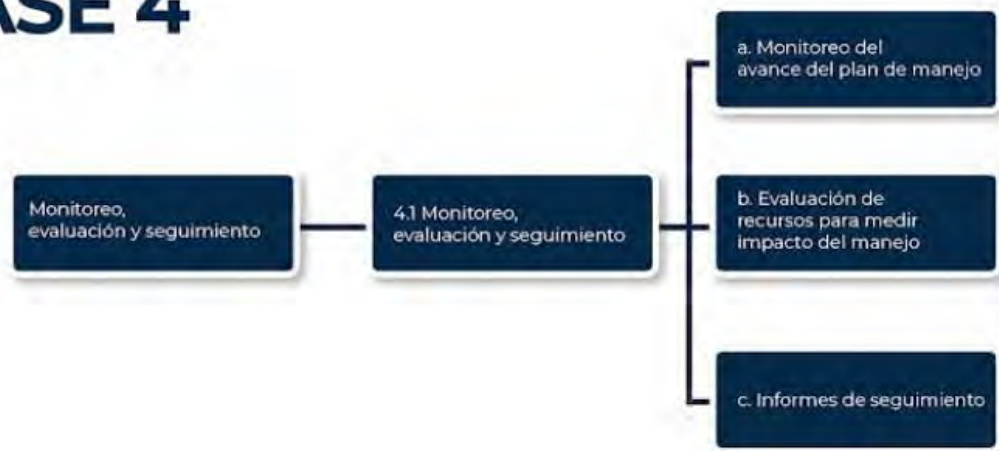 ASE 4
a. Monitoreo del
avance del plan de manejo
Monitoreo,
evaluación y seguimiento
4.1 Monitoreo,
evaluación y seguimiento
b. Evaluación de
recursos para medir
impacto del manejo
c. Informes de seguimiento